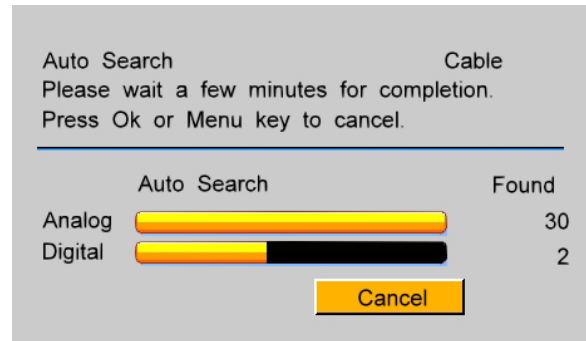 Auto Search Cable
Please wait a few minutes for completion.
Press Ok or Menu key to cancel.
Auto Search Found
Analog 30
Digital 2
Cancel